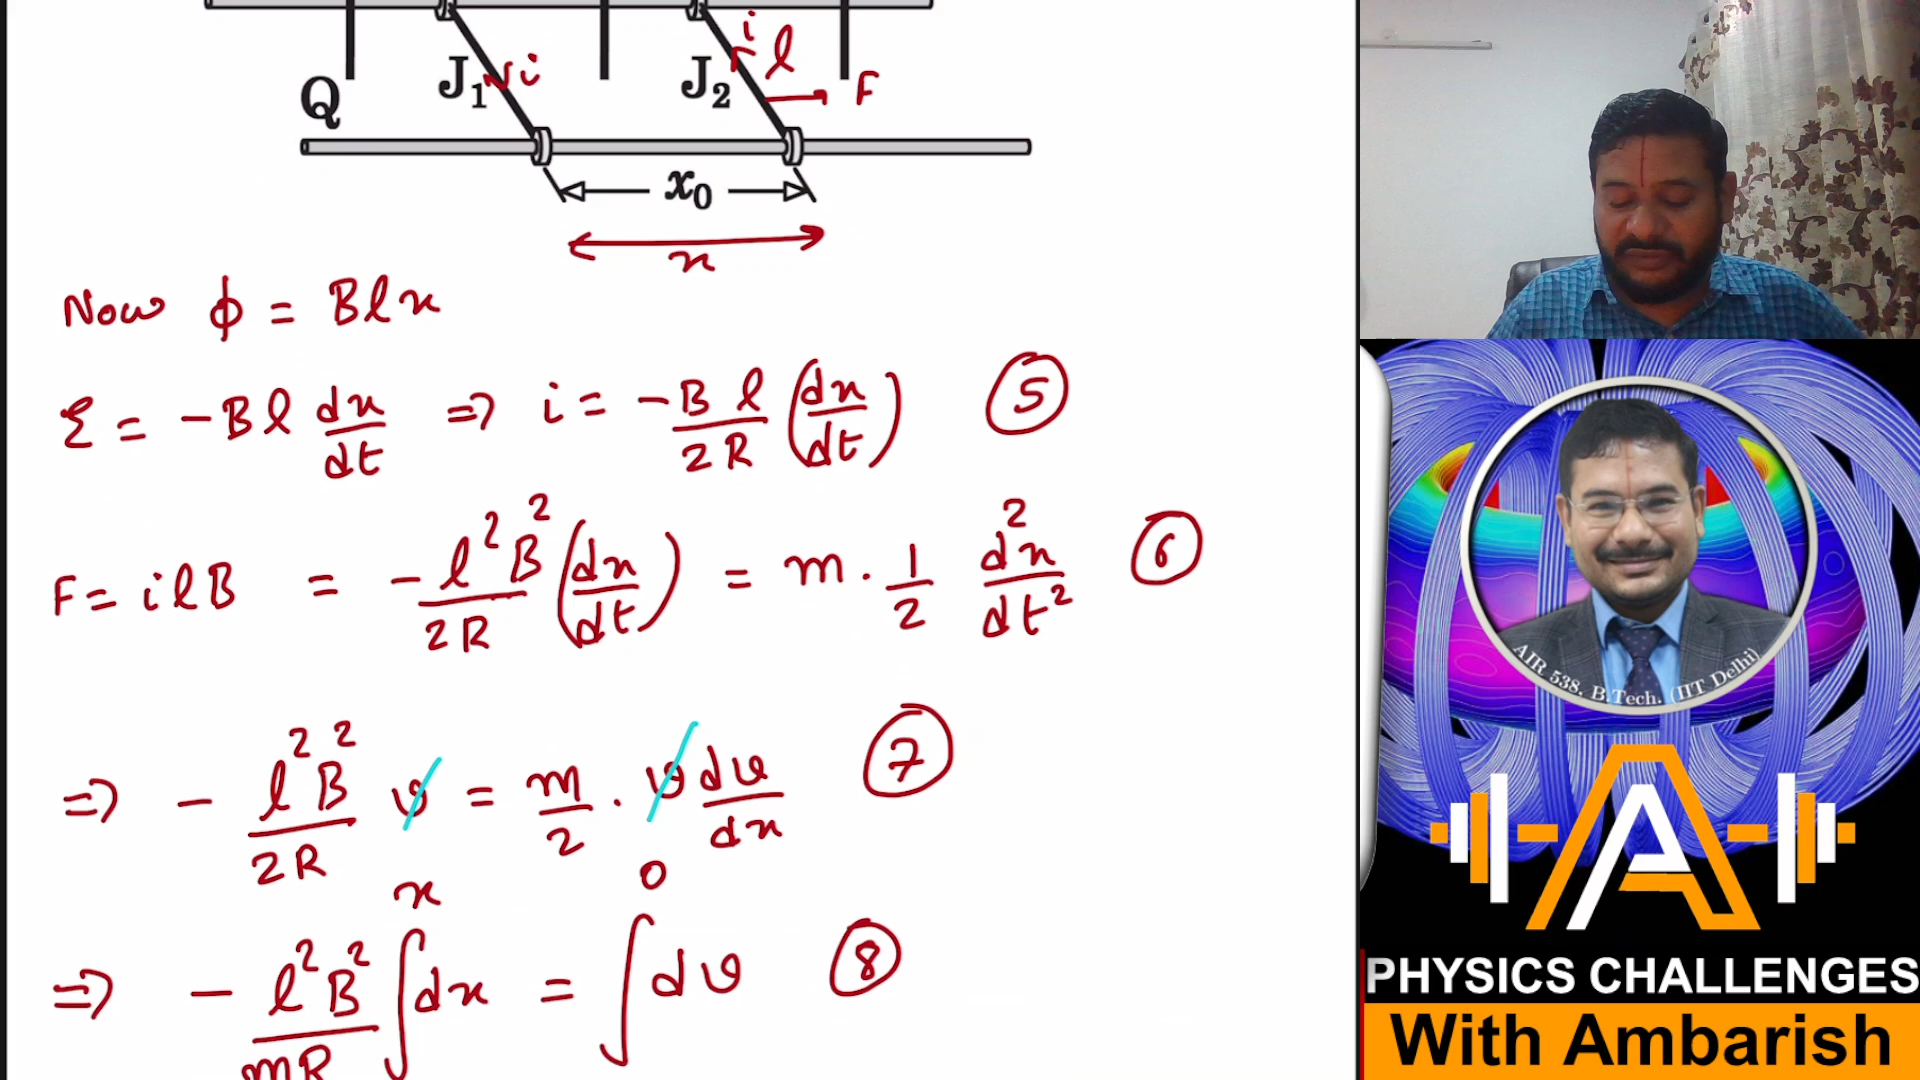 i l
Q J₁ i J₂ F
x₀
x
Now ϕ = Blx
ε = -Bl dx/dt ⇒ i = -Bl/2R (dx/dt) ⑤
F = ilB = -l²B²/2R (dx/dt) = m · 1/2 d²x/dt² ⑥
⇒ - l²B²/2R v = m/2 · v dv/dx ⑦
⇒ - l²B²/mR ∫ˣ dx = ∫⁰ dv ⑧
AIR 538, B.Tech. (IIT Delhi)
A
PHYSICS CHALLENGES
With Ambarish